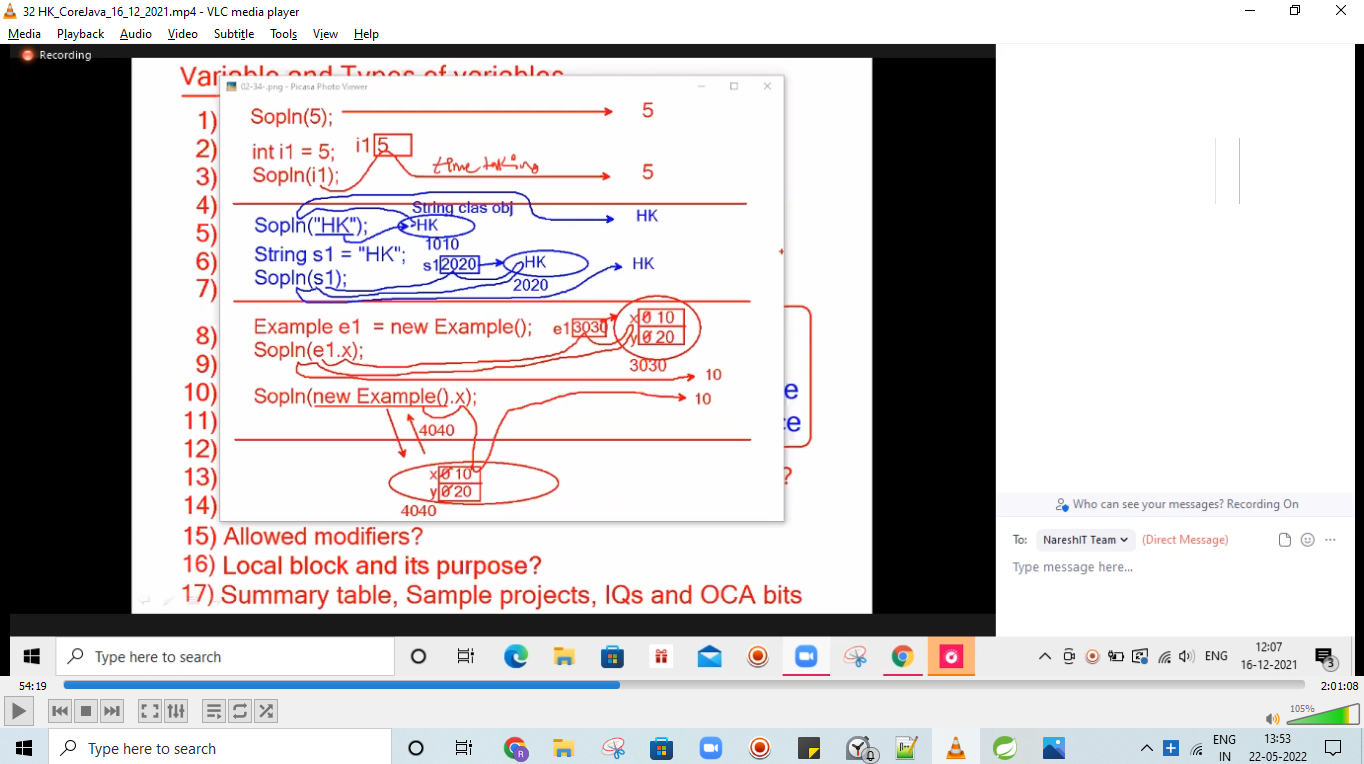 32 HK_CoreJava_16_12_2021.mp4 - VLC media player
Media Playback Audio Video Subtitle Tools View Help
Recording
Variable and Types of variables
02-34-.png - Picasa Photo Viewer
1)
2)
3)
4)
5)
6)
7)
8)
9)
10)
11)
12)
13)
14)
Sopln(5); 5
int i1 = 5; i1 5
Sopln(i1); time taking 5
String clas obj
Sopln("HK"); HK HK
1010
String s1 = "HK"; s1 2020 HK HK
Sopln(s1); 2020
Example e1 = new Example(); e1 3030 x 0 10
y 0 20
Sopln(e1.x); 3030
10
Sopln(new Example().x); 10
4040
x 0 10
y 0 20
4040
e
ce
?
15) Allowed modifiers?
16) Local block and its purpose?
17) Summary table, Sample projects, IQs and OCA bits
Who can see your messages? Recording On
To: NareshIT Team (Direct Message)
Type message here...
Type here to search
ENG
12:07
16-12-2021
3
54:19
2:01:08
105%
Type here to search
R
ENG
IN
13:53
22-05-2022